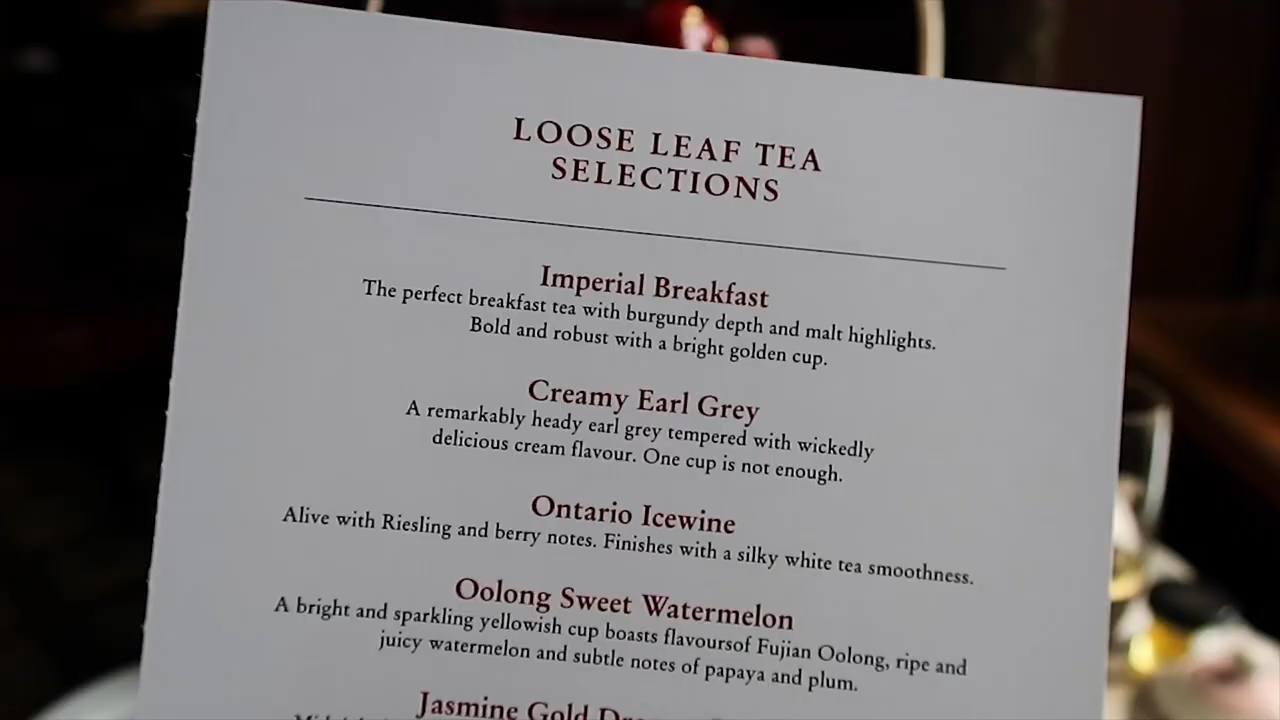 LOOSE LEAF TEA
SELECTIONS
Imperial Breakfast
The perfect breakfast tea with burgundy depth and malt highlights.
Bold and robust with a bright golden cup.
Creamy Earl Grey
A remarkably heady earl grey tempered with wickedly
delicious cream flavour. One cup is not enough.
Ontario Icewine
Alive with Riesling and berry notes. Finishes with a silky white tea smoothness.
Oolong Sweet Watermelon
A bright and sparkling yellowish cup boasts flavoursof Fujian Oolong, ripe and
juicy watermelon and subtle notes of papaya and plum.
Jasmine Gold